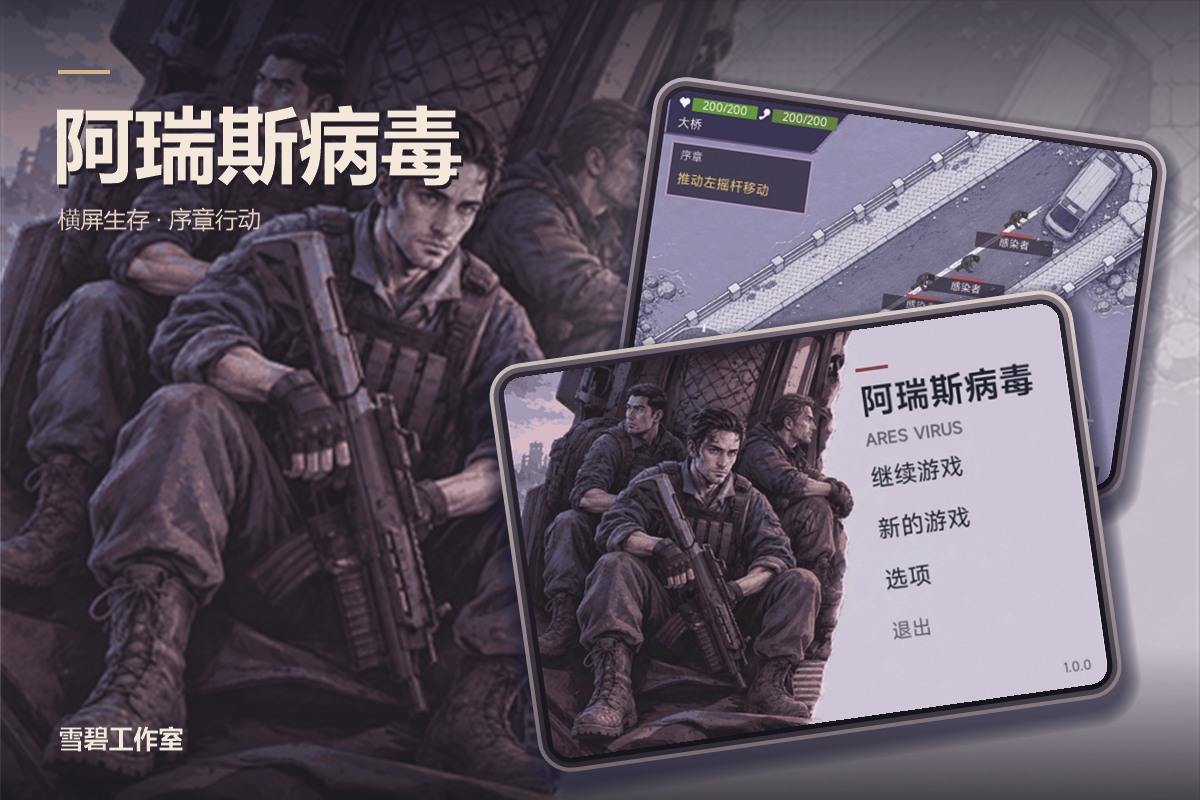 阿瑞斯病毒
横屏生存 · 序章行动
200/200
200/200
大桥
序章
推动左摇杆移动
感染者
感染者
感染
阿瑞斯病毒
ARES VIRUS
继续游戏
新的游戏
选项
退出
1.0.0
雪碧工作室